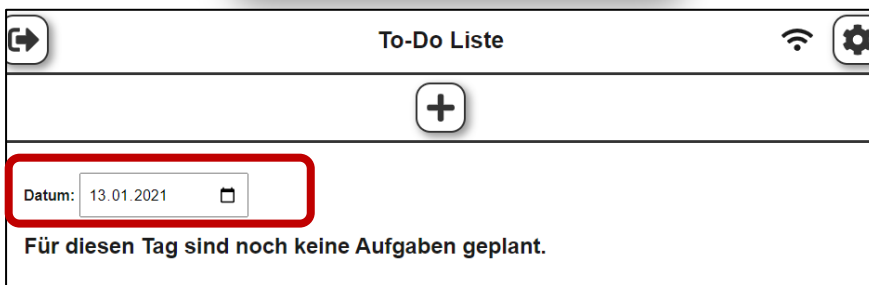 To-Do Liste
Datum: 13.01.2021
Für diesen Tag sind noch keine Aufgaben geplant.